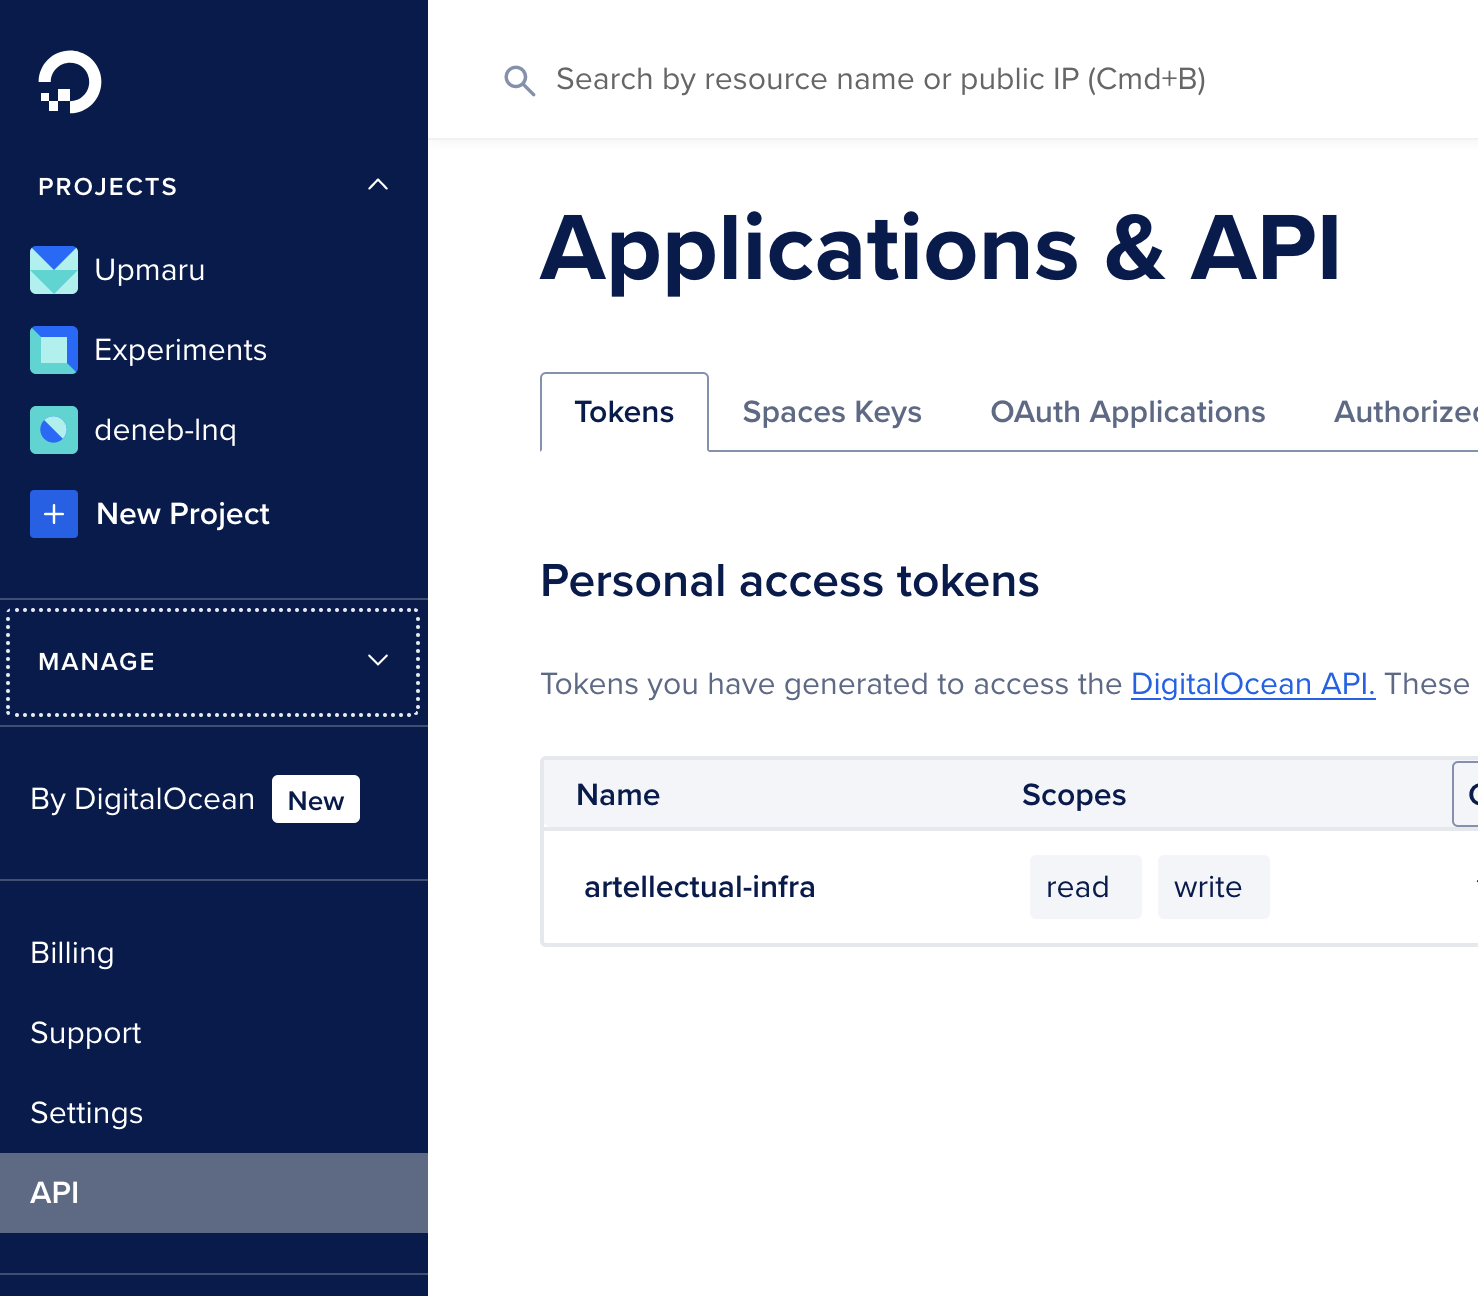 Search by resource name or public IP (Cmd+B)
PROJECTS
Upmaru
Experiments
deneb-lnq
New Project
MANAGE
By DigitalOcean New
Billing
Support
Settings
API
Applications & API
Tokens Spaces Keys OAuth Applications Authorized
Personal access tokens
Tokens you have generated to access the DigitalOcean API. These
Name Scopes
artellectual-infra read write